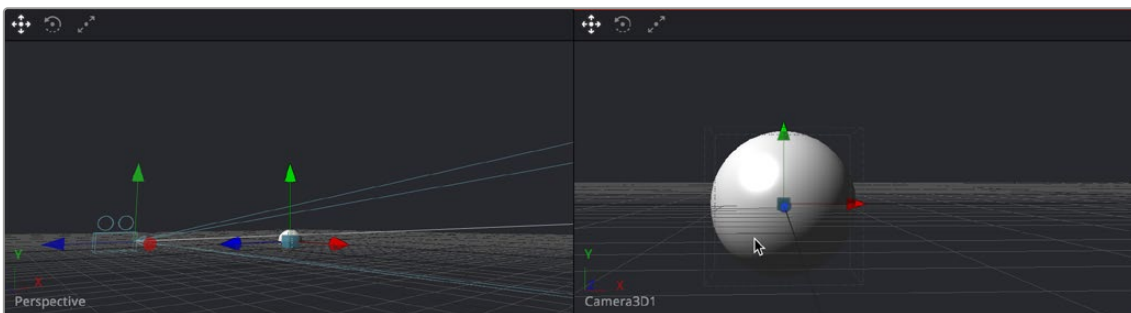 Y
X
Perspective
Y
Z X
Camera3D1